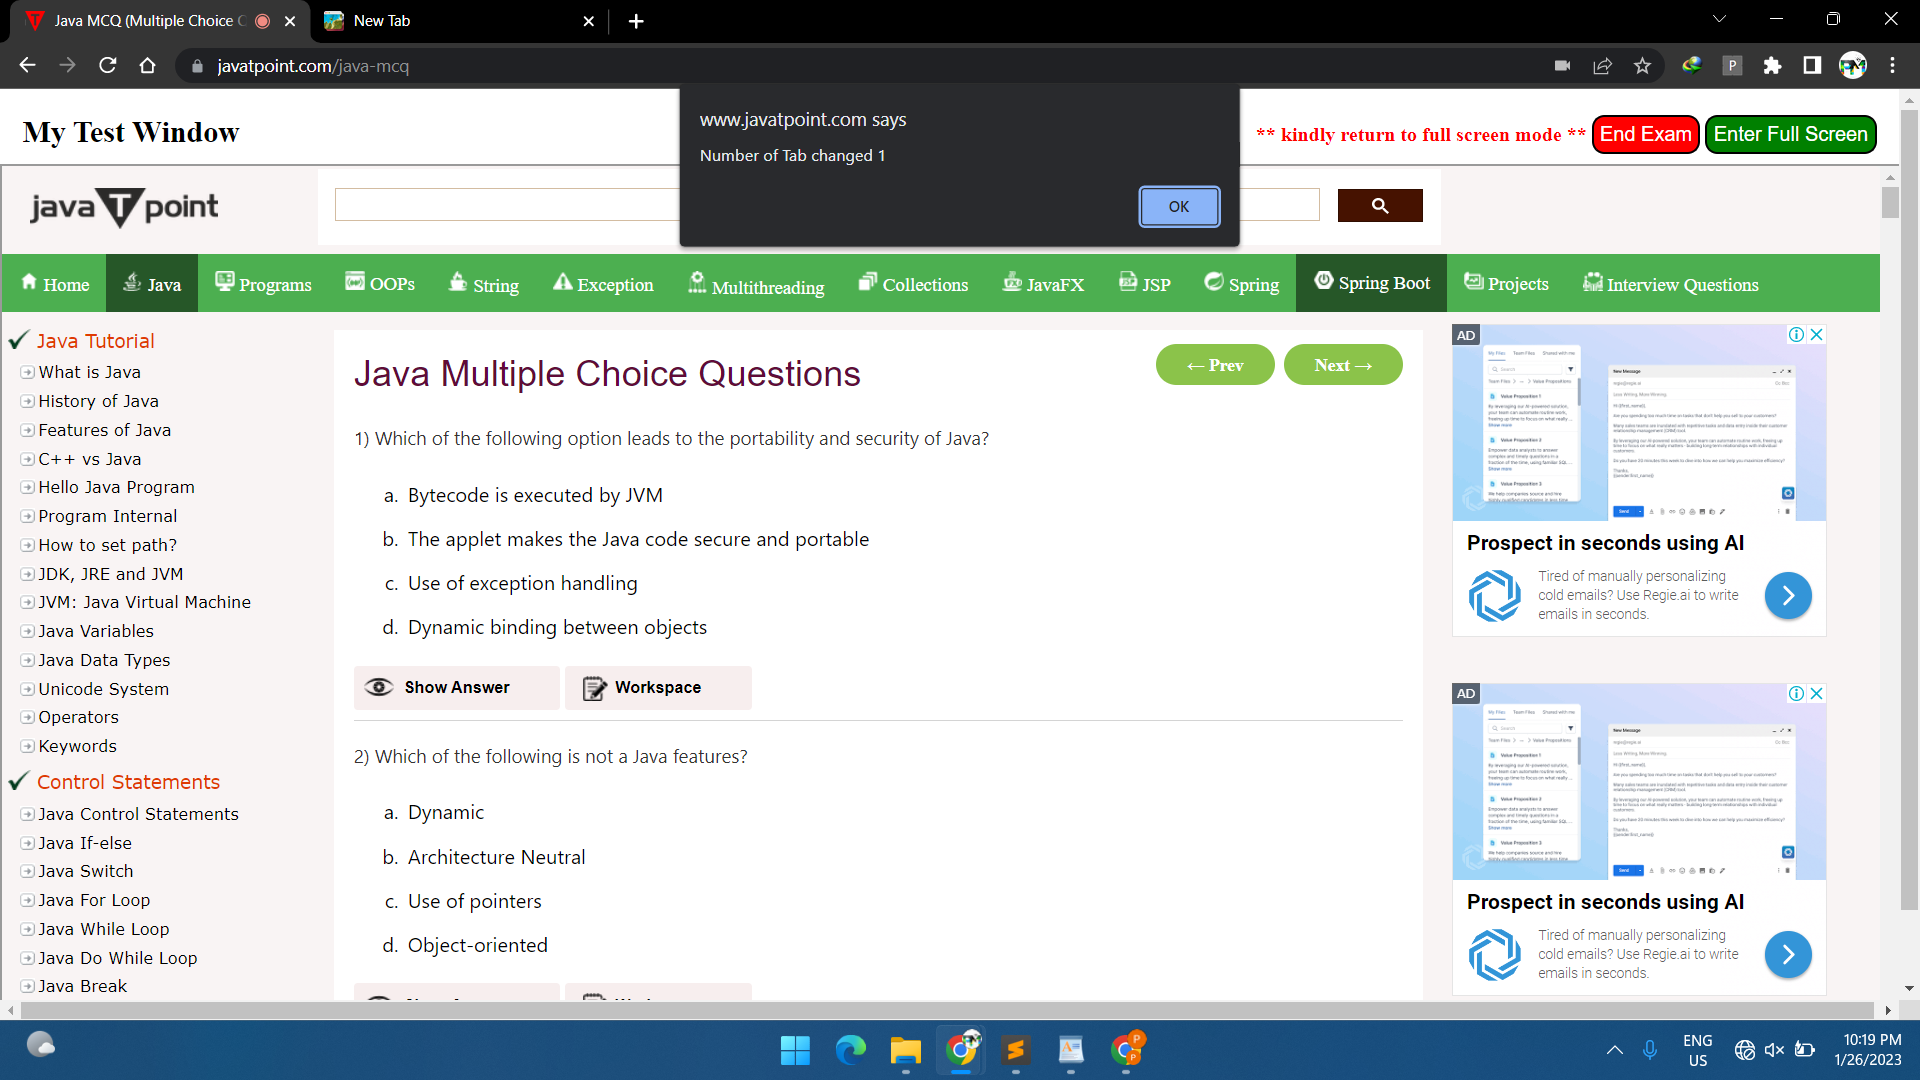 Java MCQ (Multiple Choice C
New Tab
javatpoint.com/java-mcq
P
My Test Window
www.javatpoint.com says
Number of Tab changed 1
OK
** kindly return to full screen mode **
End Exam
Enter Full Screen
java T point
Home
Java
Programs
OOPs
String
Exception
Multithreading
Collections
JavaFX
JSP
Spring
Spring Boot
Projects
Interview Questions
Java Tutorial
What is Java
History of Java
Features of Java
C++ vs Java
Hello Java Program
Program Internal
How to set path?
JDK, JRE and JVM
JVM: Java Virtual Machine
Java Variables
Java Data Types
Unicode System
Operators
Keywords
Control Statements
Java Control Statements
Java If-else
Java Switch
Java For Loop
Java While Loop
Java Do While Loop
Java Break
Java Multiple Choice Questions
← Prev
Next →
1) Which of the following option leads to the portability and security of Java?
a. Bytecode is executed by JVM
b. The applet makes the Java code secure and portable
c. Use of exception handling
d. Dynamic binding between objects
Show Answer
Workspace
2) Which of the following is not a Java features?
a. Dynamic
b. Architecture Neutral
c. Use of pointers
d. Object-oriented
AD
Prospect in seconds using AI
Tired of manually personalizing
cold emails? Use Regie.ai to write
emails in seconds.
AD
Prospect in seconds using AI
Tired of manually personalizing
cold emails? Use Regie.ai to write
emails in seconds.
ENG
US
10:19 PM
1/26/2023